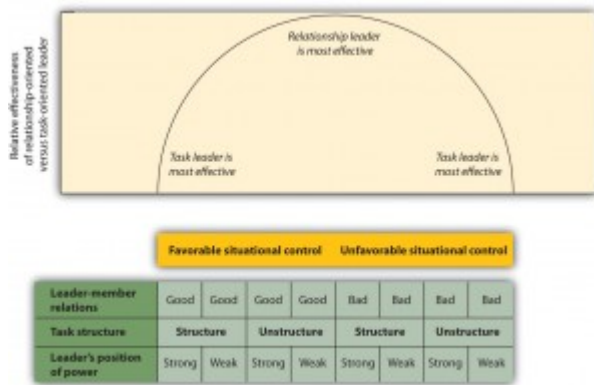 Relative effectiveness
of relationship-oriented
versus task-oriented leader
Relationship leader
is most effective
Task leader is
most effective
Task leader is
most effective
Favorable situational control Unfavorable situational control
Leader-member
relations
Good Good Good Good Bad Bad Bad Bad
Task structure Structure Unstructure Structure Unstructure
Leader's position
of power
Strong Weak Strong Weak Strong Weak Strong Weak